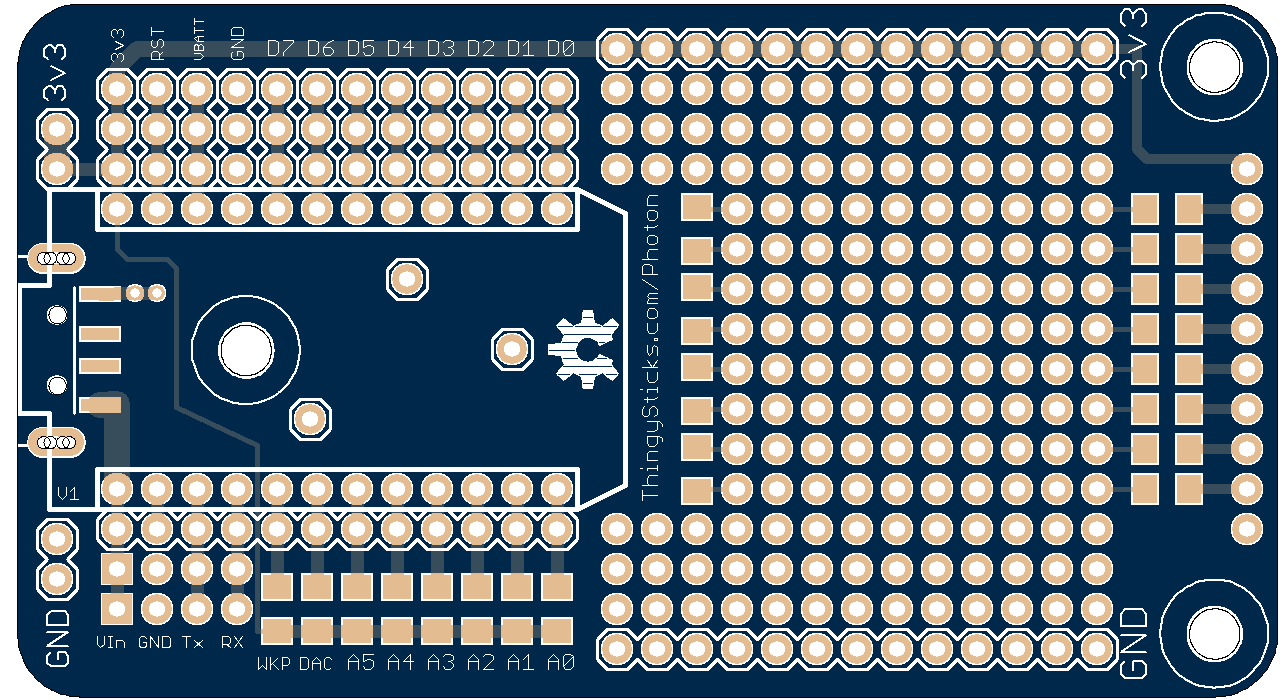 3v3
3v3 RST VBATT GND D7 D6 D5 D4 D3 D2 D1 D0
3v3
ThingySticks.com/Photon
V1
GND
VIn GND Tx RX
WKP DAC A5 A4 A3 A2 A1 A0
GND